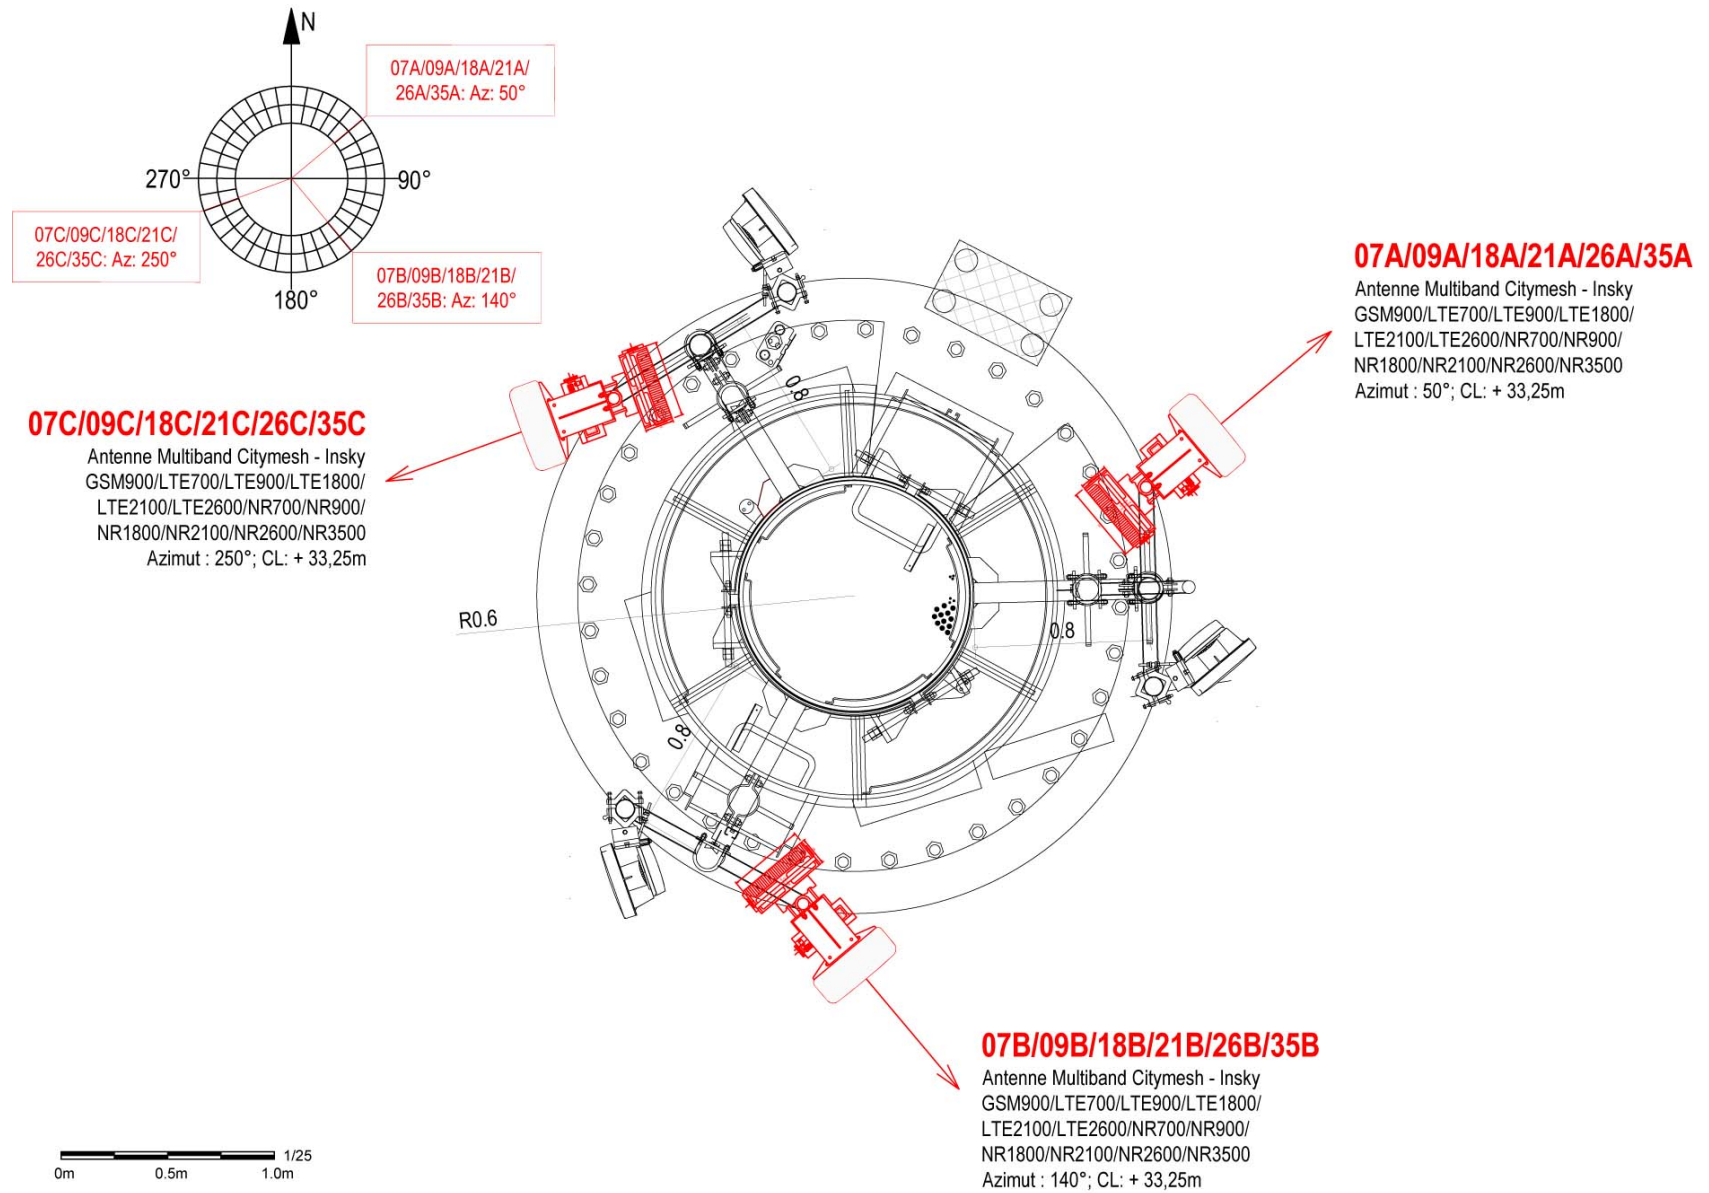 N
07A/09A/18A/21A/
26A/35A: Az: 50°
270°
90°
07C/09C/18C/21C/
26C/35C: Az: 250°
07B/09B/18B/21B/
26B/35B: Az: 140°
180°
07A/09A/18A/21A/26A/35A
Antenne Multiband Citymesh - Insky
GSM900/LTE700/LTE900/LTE1800/
LTE2100/LTE2600/NR700/NR900/
NR1800/NR2100/NR2600/NR3500
Azimut : 50°; CL: + 33,25m
07C/09C/18C/21C/26C/35C
Antenne Multiband Citymesh - Insky
GSM900/LTE700/LTE900/LTE1800/
LTE2100/LTE2600/NR700/NR900/
NR1800/NR2100/NR2600/NR3500
Azimut : 250°; CL: + 33,25m
R0.6
0.8
0.8
07B/09B/18B/21B/26B/35B
Antenne Multiband Citymesh - Insky
GSM900/LTE700/LTE900/LTE1800/
LTE2100/LTE2600/NR700/NR900/
NR1800/NR2100/NR2600/NR3500
Azimut : 140°; CL: + 33,25m
1/25
0m 0.5m 1.0m